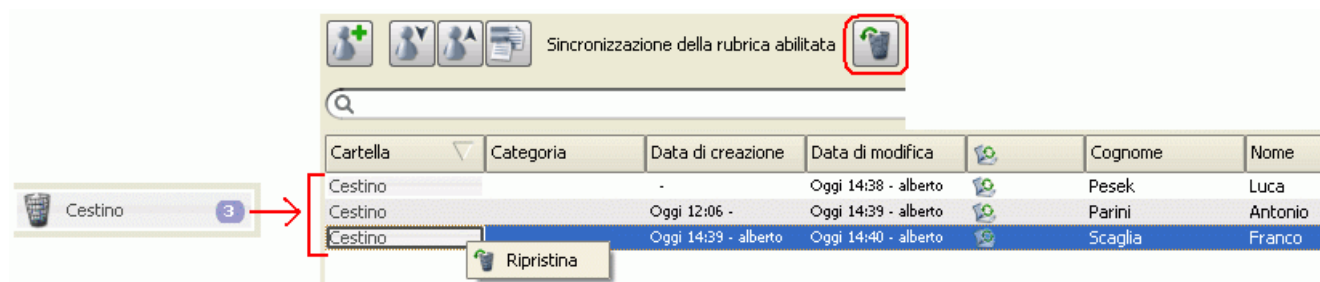 Sincronizzazione della rubrica abilitata
Cartella Categoria Data di creazione Data di modifica Cognome Nome
Cestino - Oggi 14:38 - alberto Pesek Luca
Cestino 3 Cestino Oggi 12:06 - Oggi 14:39 - alberto Parini Antonio
Cestino Oggi 14:39 - alberto Oggi 14:40 - alberto Scaglia Franco
Ripristina